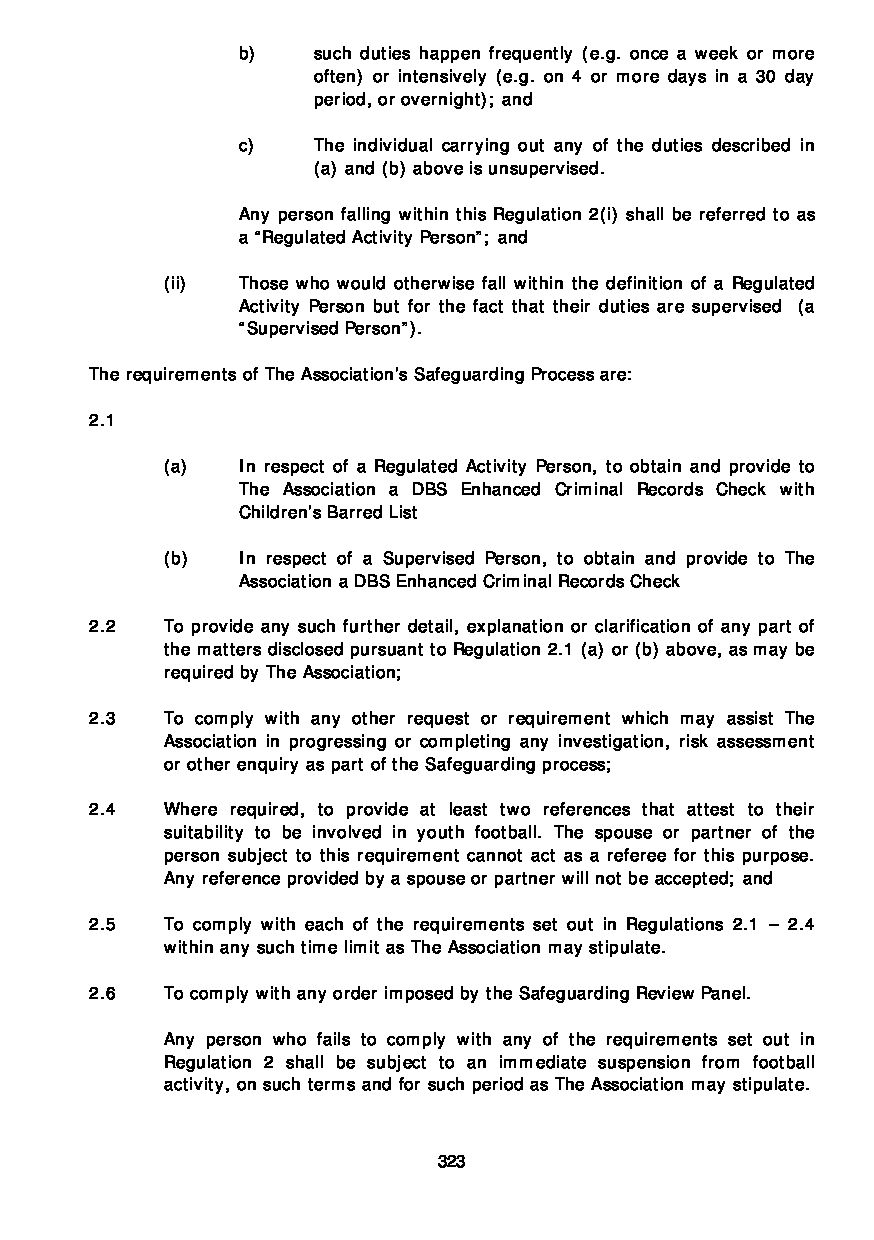 b) such duties happen frequently (e.g. once a week or more
often) or intensively (e.g. on 4 or more days in a 30 day
period, or overnight); and
c) The individual carrying out any of the duties described in
(a) and (b) above is unsupervised.
Any person falling within this Regulation 2(i) shall be referred to as
a “Regulated Activity Person”; and
(ii) Those who would otherwise fall within the definition of a Regulated
Activity Person but for the fact that their duties are supervised (a
“Supervised Person”).
The requirements of The Association's Safeguarding Process are:
2.1
(a) In respect of a Regulated Activity Person, to obtain and provide to
The Association a DBS Enhanced Criminal Records Check with
Children's Barred List
(b) In respect of a Supervised Person, to obtain and provide to The
Association a DBS Enhanced Criminal Records Check
2.2 To provide any such further detail, explanation or clarification of any part of
the matters disclosed pursuant to Regulation 2.1 (a) or (b) above, as may be
required by The Association;
2.3 To comply with any other request or requirement which may assist The
Association in progressing or completing any investigation, risk assessment
or other enquiry as part of the Safeguarding process;
2.4 Where required, to provide at least two references that attest to their
suitability to be involved in youth football. The spouse or partner of the
person subject to this requirement cannot act as a referee for this purpose.
Any reference provided by a spouse or partner will not be accepted; and
2.5 To comply with each of the requirements set out in Regulations 2.1 – 2.4
within any such time limit as The Association may stipulate.
2.6 To comply with any order imposed by the Safeguarding Review Panel.
Any person who fails to comply with any of the requirements set out in
Regulation 2 shall be subject to an immediate suspension from football
activity, on such terms and for such period as The Association may stipulate.
323